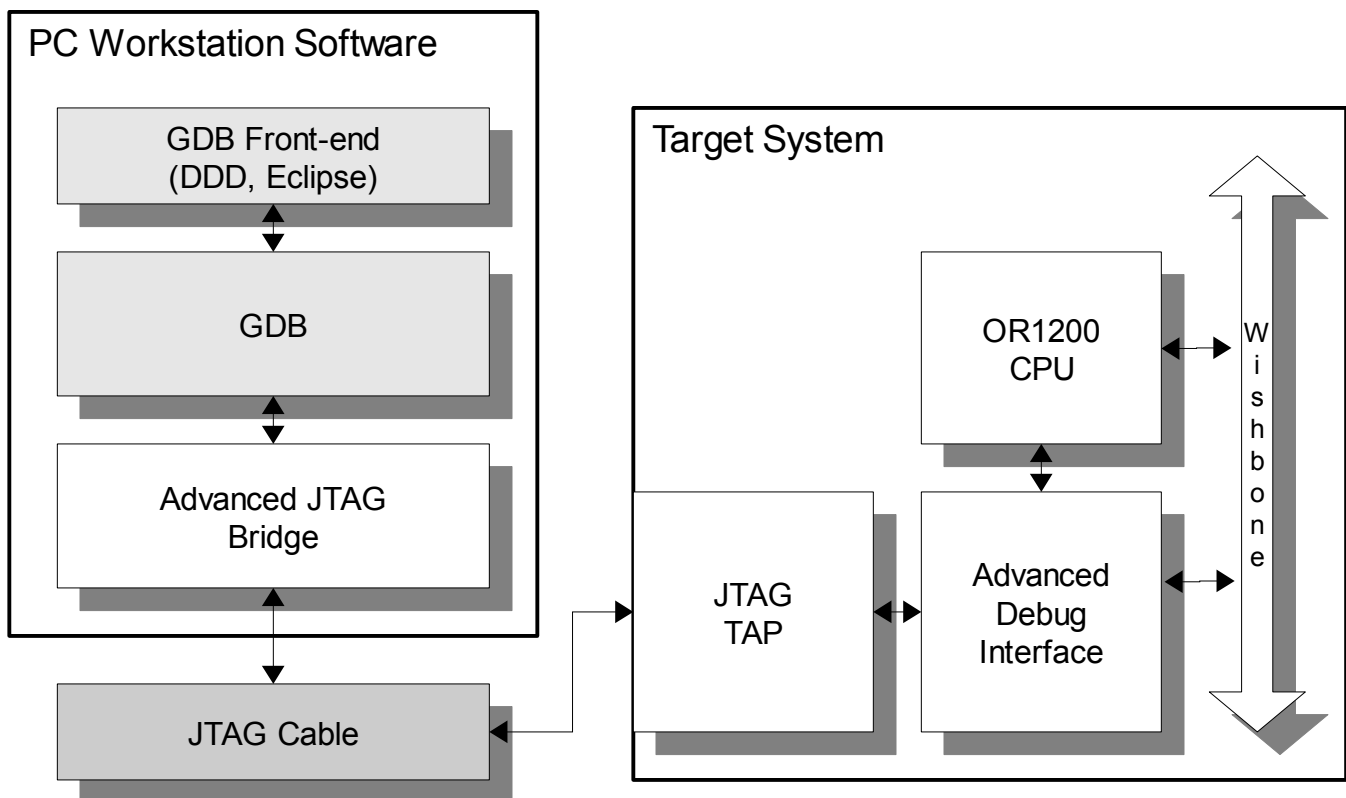 PC Workstation Software
GDB Front-end
(DDD, Eclipse)
GDB
Advanced JTAG
Bridge
JTAG Cable
Target System
OR1200
CPU
JTAG
TAP
Advanced
Debug
Interface
Wishbone